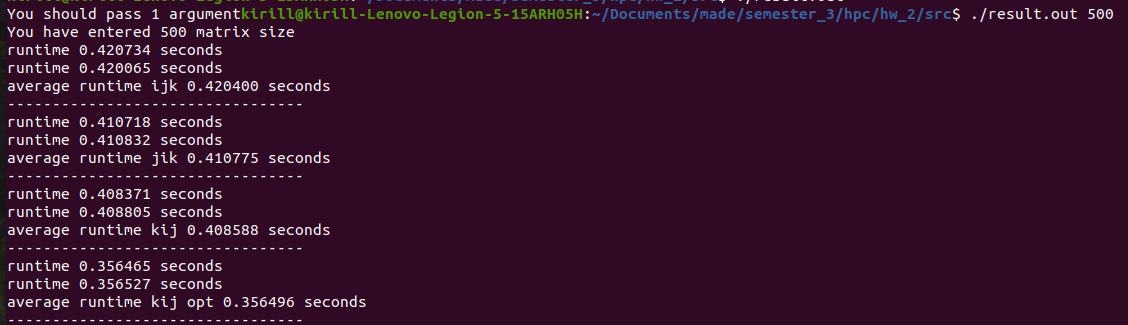 You should pass 1 argumentkirill@kirill-Lenovo-Legion-5-15ARH05H:~/Documents/made/semester_3/hpc/hw_2/src$ ./result.out 500
You have entered 500 matrix size
runtime 0.420734 seconds
runtime 0.420065 seconds
average runtime ijk 0.420400 seconds
---------------------------------
runtime 0.410718 seconds
runtime 0.410832 seconds
average runtime jik 0.410775 seconds
---------------------------------
runtime 0.408371 seconds
runtime 0.408805 seconds
average runtime kij 0.408588 seconds
---------------------------------
runtime 0.356465 seconds
runtime 0.356527 seconds
average runtime kij opt 0.356496 seconds
---------------------------------